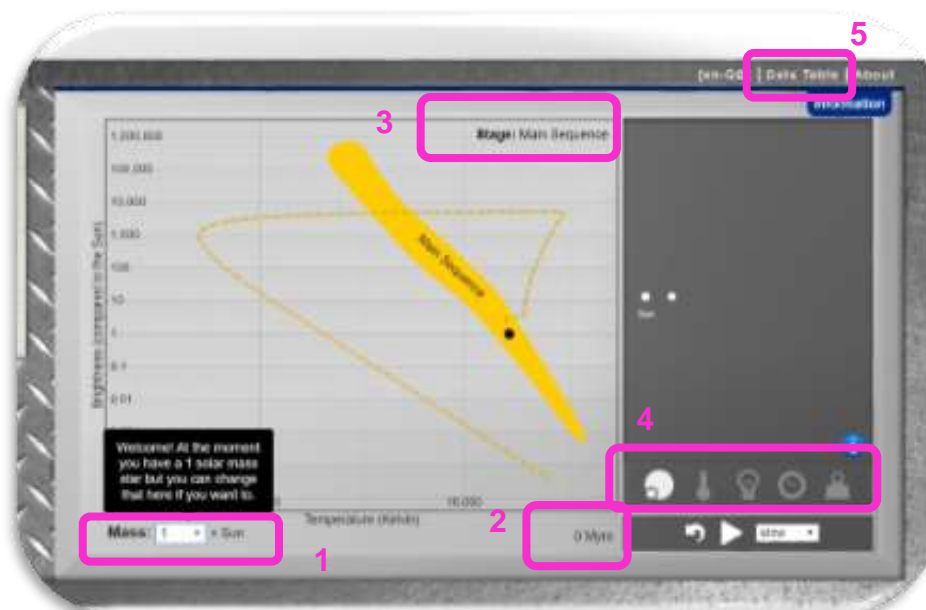 5
[en-GB] | Data Table | About
Information
3
Stage: Main Sequence
1,000,000
100,000
10,000
1,000
100
10
1
0.1
0.01
Brightness compared to the Sun
Main Sequence
Sun
4
Welcome! At the moment
you have a 1 solar mass
star but you can change
that here if you want to.
10,000
Temperature (Kelvin)
2
Mass: 1 × Sun
0 Myrs
1